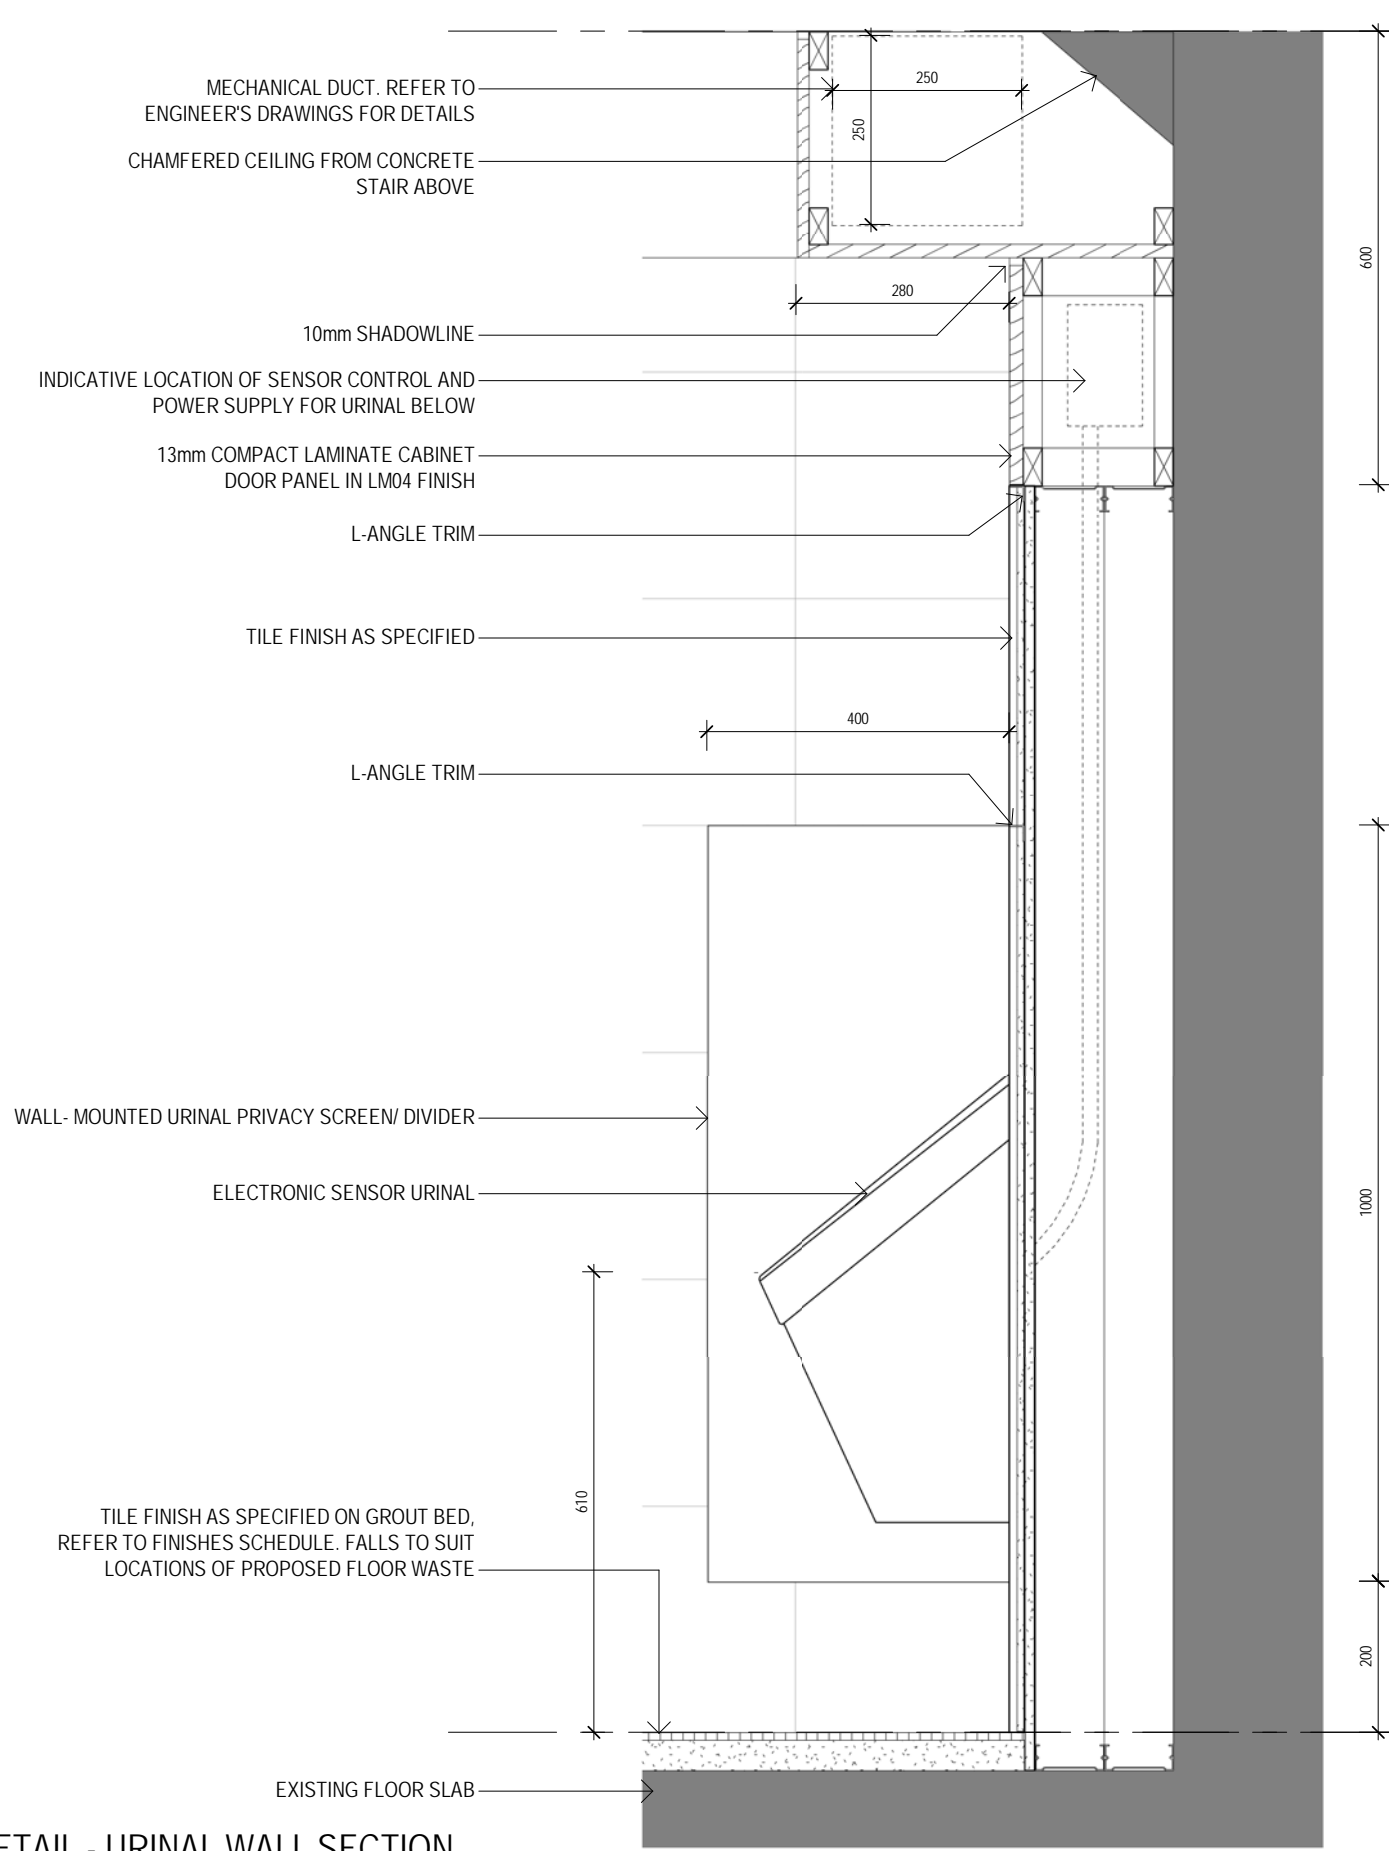 MECHANICAL DUCT. REFER TO
ENGINEER'S DRAWINGS FOR DETAILS
250
250
CHAMFERED CEILING FROM CONCRETE
STAIR ABOVE
600
280
10mm SHADOWLINE
INDICATIVE LOCATION OF SENSOR CONTROL AND
POWER SUPPLY FOR URINAL BELOW
13mm COMPACT LAMINATE CABINET
DOOR PANEL IN LM04 FINISH
L-ANGLE TRIM
TILE FINISH AS SPECIFIED
400
L-ANGLE TRIM
WALL- MOUNTED URINAL PRIVACY SCREEN/ DIVIDER
ELECTRONIC SENSOR URINAL
1000
610
TILE FINISH AS SPECIFIED ON GROUT BED,
REFER TO FINISHES SCHEDULE. FALLS TO SUIT
LOCATIONS OF PROPOSED FLOOR WASTE
200
EXISTING FLOOR SLAB
ETAIL - URINAL WALL SECTION